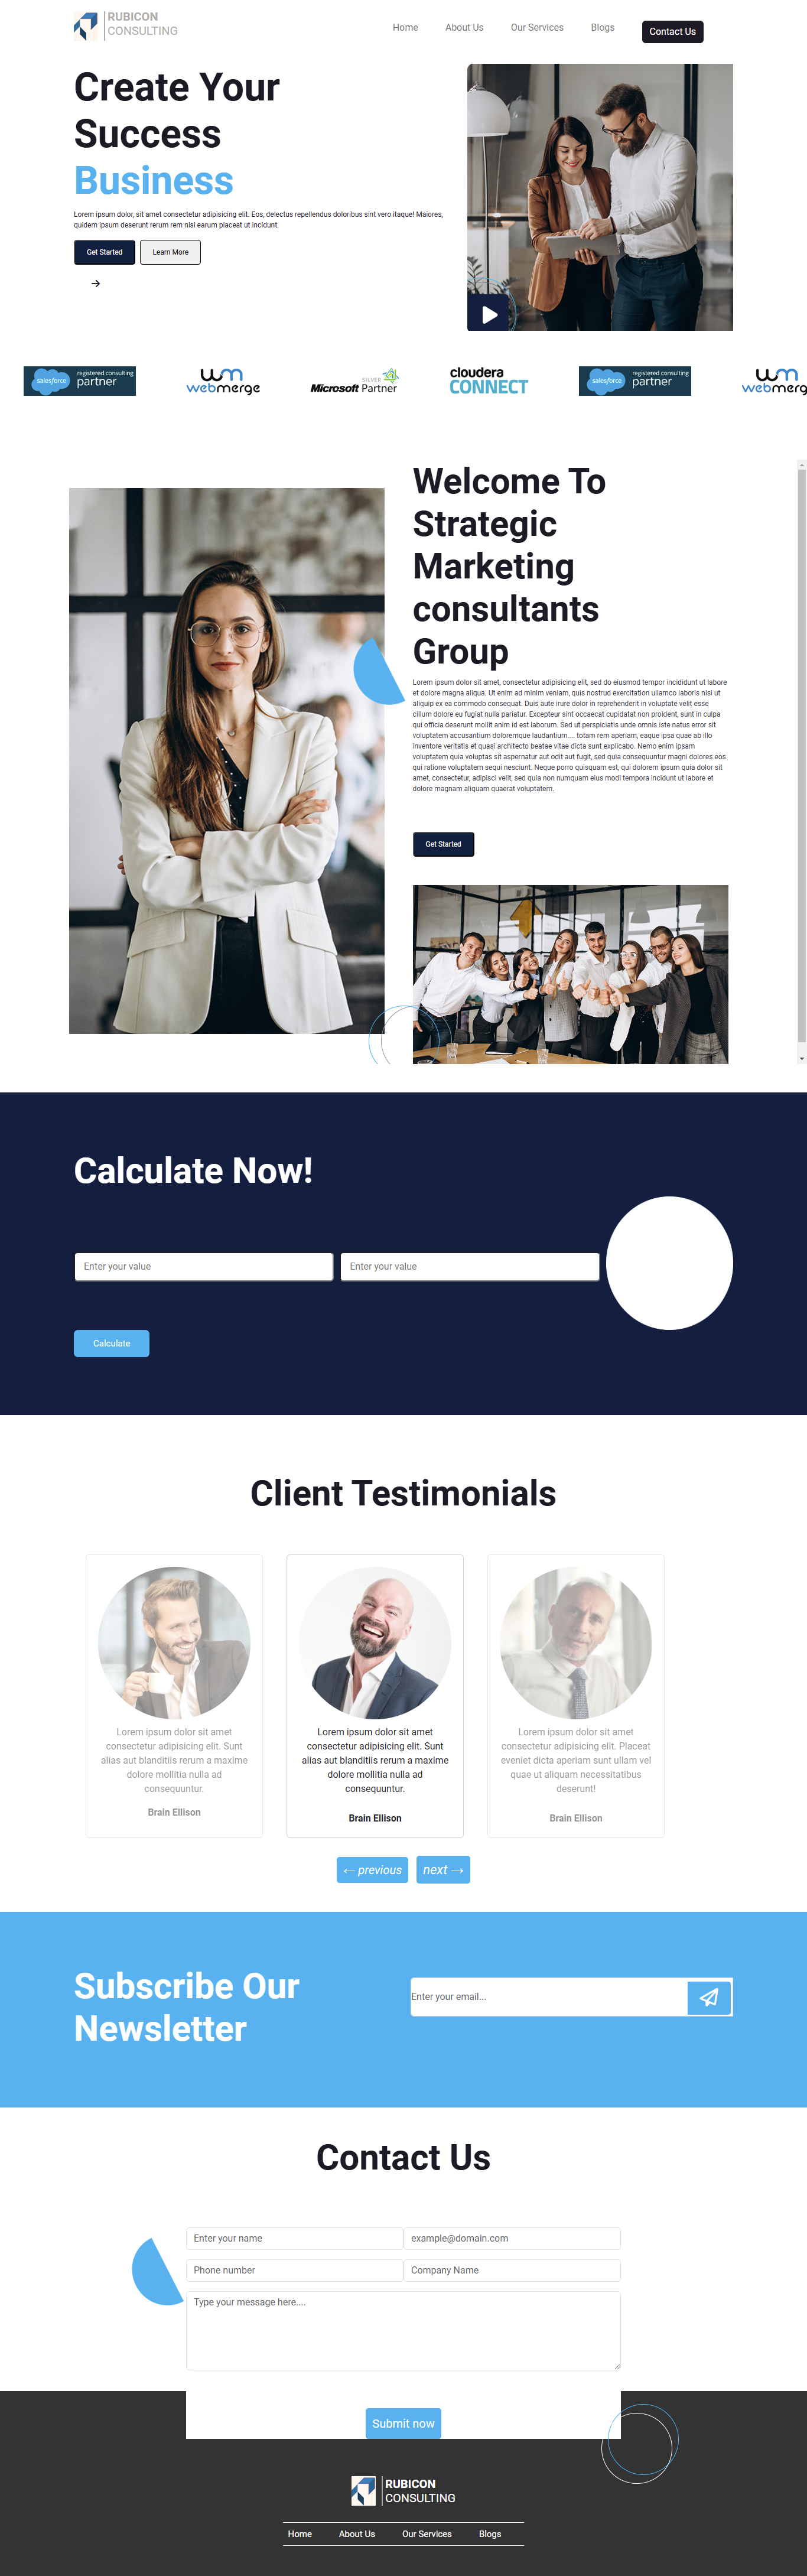 RUBICON
CONSULTING
Home
About Us
Our Services
Blogs
Contact Us
Create Your
Success
Business
Lorem ipsum dolor, sit amet consectetur adipisicing elit. Eos, delectus repellendus doloribus sint vero itaque! Maiores,
quidem ipsum deserunt rerum rem nisi earum placeat ut incidunt.
Get Started
Learn More
salesforce
registered consulting
partner
webmerge
SILVER
Microsoft Partner
cloudera
CONNECT
salesforce
registered consulting
partner
webmerg
Welcome To
Strategic
Marketing
consultants
Group
Lorem ipsum dolor sit amet, consectetur adipisicing elit, sed do eiusmod tempor incididunt ut labore
et dolore magna aliqua. Ut enim ad minim veniam, quis nostrud exercitation ullamco laboris nisi ut
aliquip ex ea commodo consequat. Duis aute irure dolor in reprehenderit in voluptate velit esse
cillum dolore eu fugiat nulla pariatur. Excepteur sint occaecat cupidatat non proident, sunt in culpa
qui officia deserunt mollit anim id est laborum. Sed ut perspiciatis unde omnis iste natus error sit
voluptatem accusantium doloremque laudantium.... totam rem aperiam, eaque ipsa quae ab illo
inventore veritatis et quasi architecto beatae vitae dicta sunt explicabo. Nemo enim ipsam
voluptatem quia voluptas sit aspernatur aut odit aut fugit, sed quia consequuntur magni dolores eos
qui ratione voluptatem sequi nesciunt. Neque porro quisquam est, qui dolorem ipsum quia dolor sit
amet, consectetur, adipisci velit, sed quia non numquam eius modi tempora incidunt ut labore et
dolore magnam aliquam quaerat voluptatem.
Get Started
Calculate Now!
Enter your value
Enter your value
Calculate
Client Testimonials
Lorem ipsum dolor sit amet
consectetur adipisicing elit. Sunt
alias aut blanditiis rerum a maxime
dolore mollitia nulla ad
consequuntur.
Brain Ellison
Lorem ipsum dolor sit amet
consectetur adipisicing elit. Sunt
alias aut blanditiis rerum a maxime
dolore mollitia nulla ad
consequuntur.
Brain Ellison
Lorem ipsum dolor sit amet
consectetur adipisicing elit. Placeat
eveniet dicta aperiam sunt ullam vel
quae ut aliquam necessitatibus
deserunt!
Brain Ellison
← previous
next →
Subscribe Our
Newsletter
Enter your email...
Contact Us
Enter your name
example@domain.com
Phone number
Company Name
Type your message here....
Submit now
RUBICON
CONSULTING
Home
About Us
Our Services
Blogs